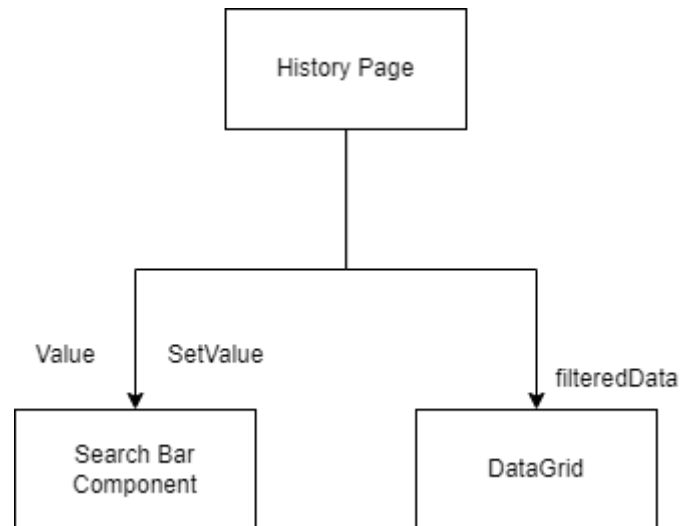 History Page
Value
SetValue
filteredData
Search Bar
Component
DataGrid